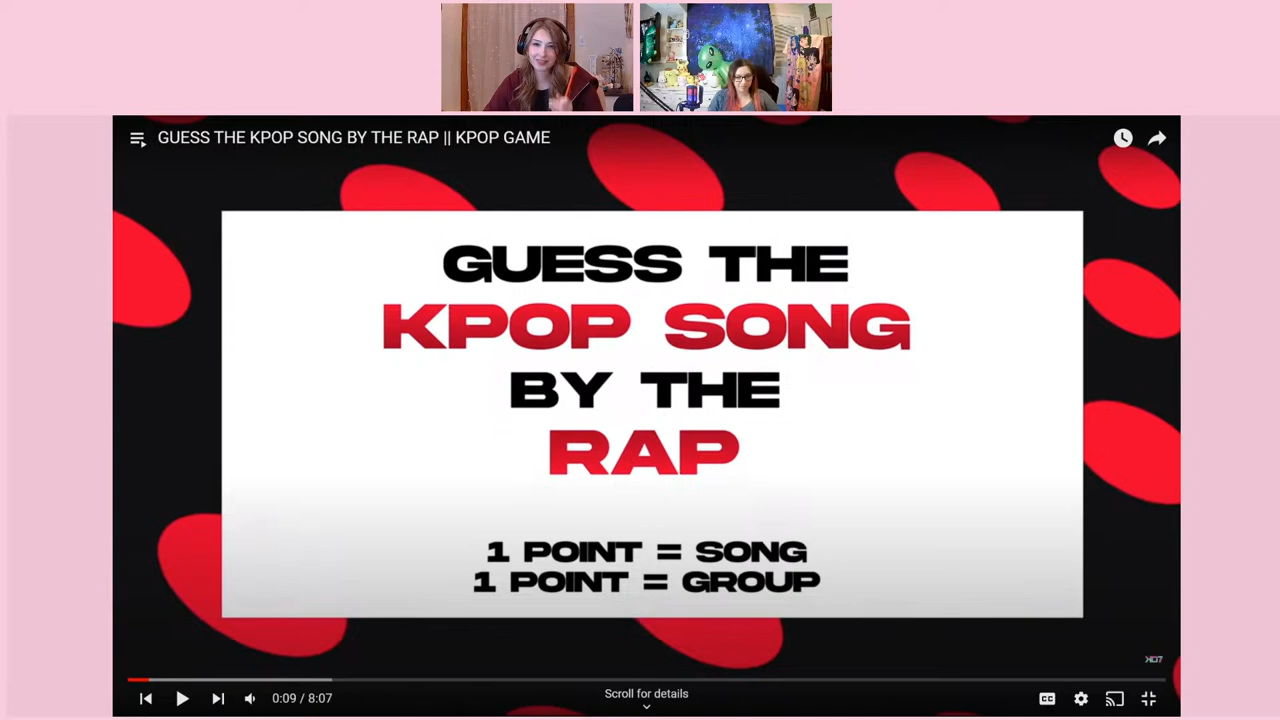 GUESS THE KPOP SONG BY THE RAP || KPOP GAME
GUESS THE
KPOP SONG
BY THE
RAP
1 POINT = SONG
1 POINT = GROUP
0:09 / 8:07
Scroll for details
CC